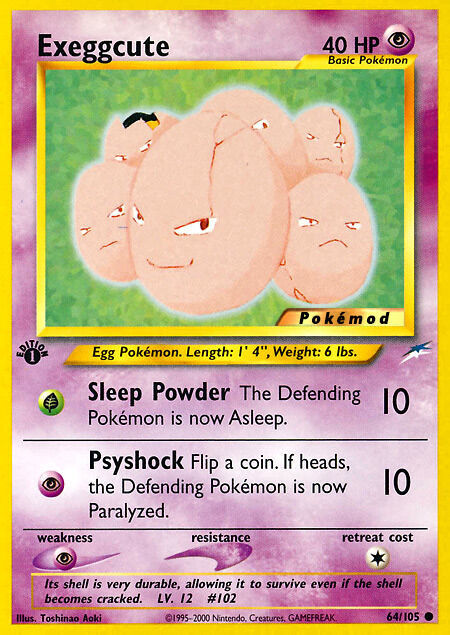 Exeggcute 40 HP
Basic Pokémon
Pokémod
EDITION
1
Egg Pokémon. Length: 1' 4", Weight: 6 lbs.
Sleep Powder The Defending 10
Pokémon is now Asleep.
Psyshock Flip a coin. If heads,
the Defending Pokémon is now 10
Paralyzed.
weakness resistance retreat cost
Its shell is very durable, allowing it to survive even if the shell
becomes cracked. LV. 12 #102
Illus. Toshinao Aoki ©1995-2000 Nintendo, Creatures, GAMEFREAK. 64/105